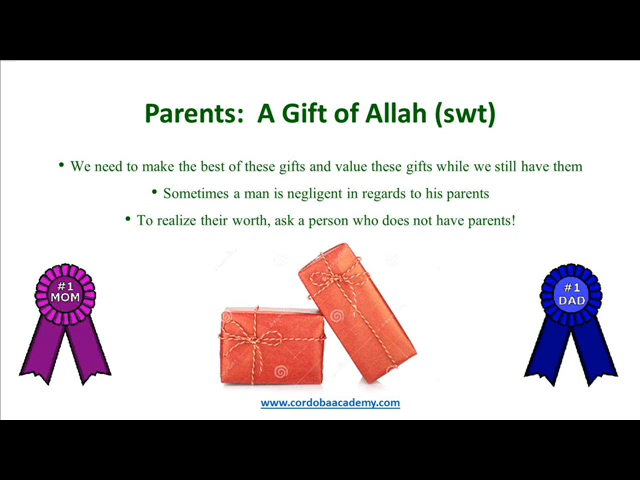 Parents:  A Gift of Allah (swt)
• We need to make the best of these gifts and value these gifts while we still have them
• Sometimes a man is negligent in regards to his parents
• To realize their worth, ask a person who does not have parents!
#1
MOM
#1
DAD
www.cordobaacademy.com